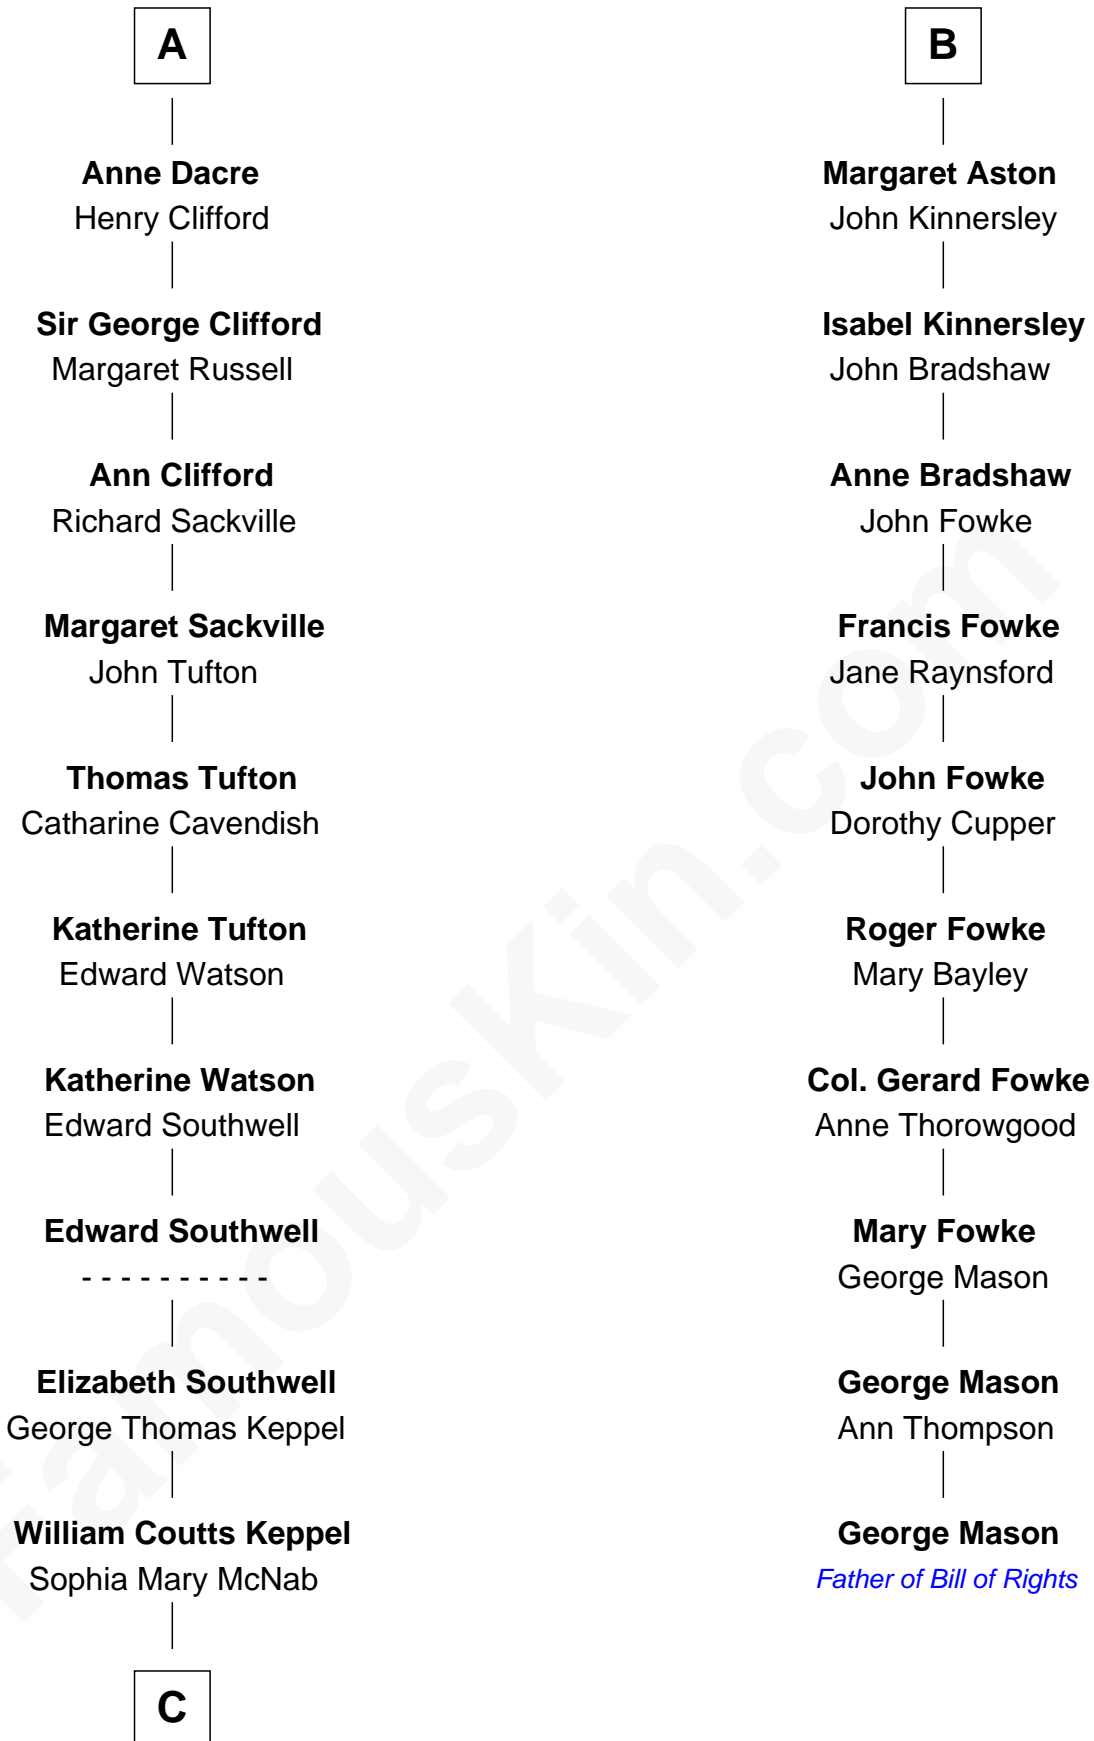 A
Anne Dacre
Henry Clifford
Sir George Clifford
Margaret Russell
Ann Clifford
Richard Sackville
Margaret Sackville
John Tufton
Thomas Tufton
Catharine Cavendish
Katherine Tufton
Edward Watson
Katherine Watson
Edward Southwell
Edward Southwell
- - - - - - - - - -
Elizabeth Southwell
George Thomas Keppel
William Coutts Keppel
Sophia Mary McNab
C
B
Margaret Aston
John Kinnersley
Isabel Kinnersley
John Bradshaw
Anne Bradshaw
John Fowke
Francis Fowke
Jane Raynsford
John Fowke
Dorothy Cupper
Roger Fowke
Mary Bayley
Col. Gerard Fowke
Anne Thorowgood
Mary Fowke
George Mason
George Mason
Ann Thompson
George Mason
Father of Bill of Rights
FamousKin.com